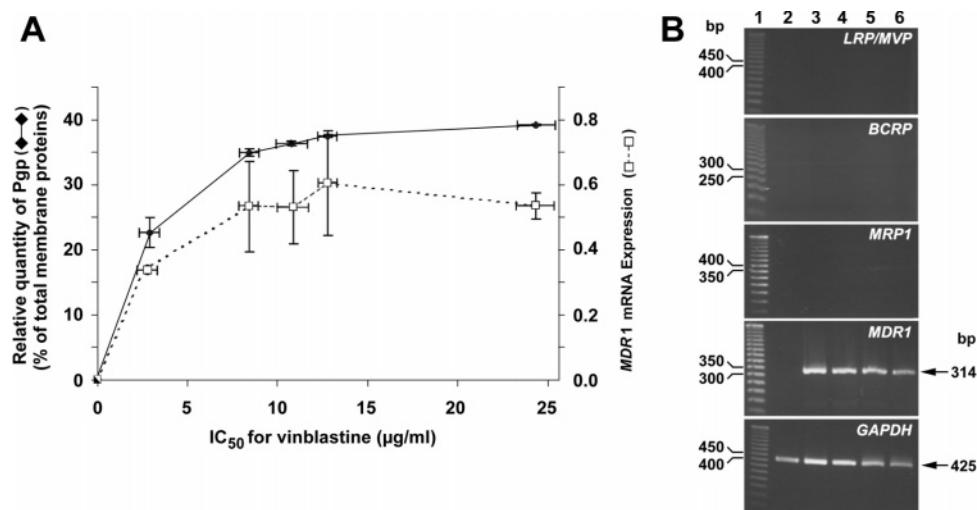 A
Relative quantity of Pgp (◆—◆)
(% of total membrane proteins)
40
30
20
10
0
0.8
0.6
0.4
0.2
0.0
MDR1 mRNA Expression (□--□)
0 5 10 15 20 25
IC50 for vinblastine (µg/ml)
B
1 2 3 4 5 6
bp
LRP/MVP
450
400
BCRP
300
250
MRP1
400
350
MDR1
bp
350
300
314
GAPDH
450
400
425